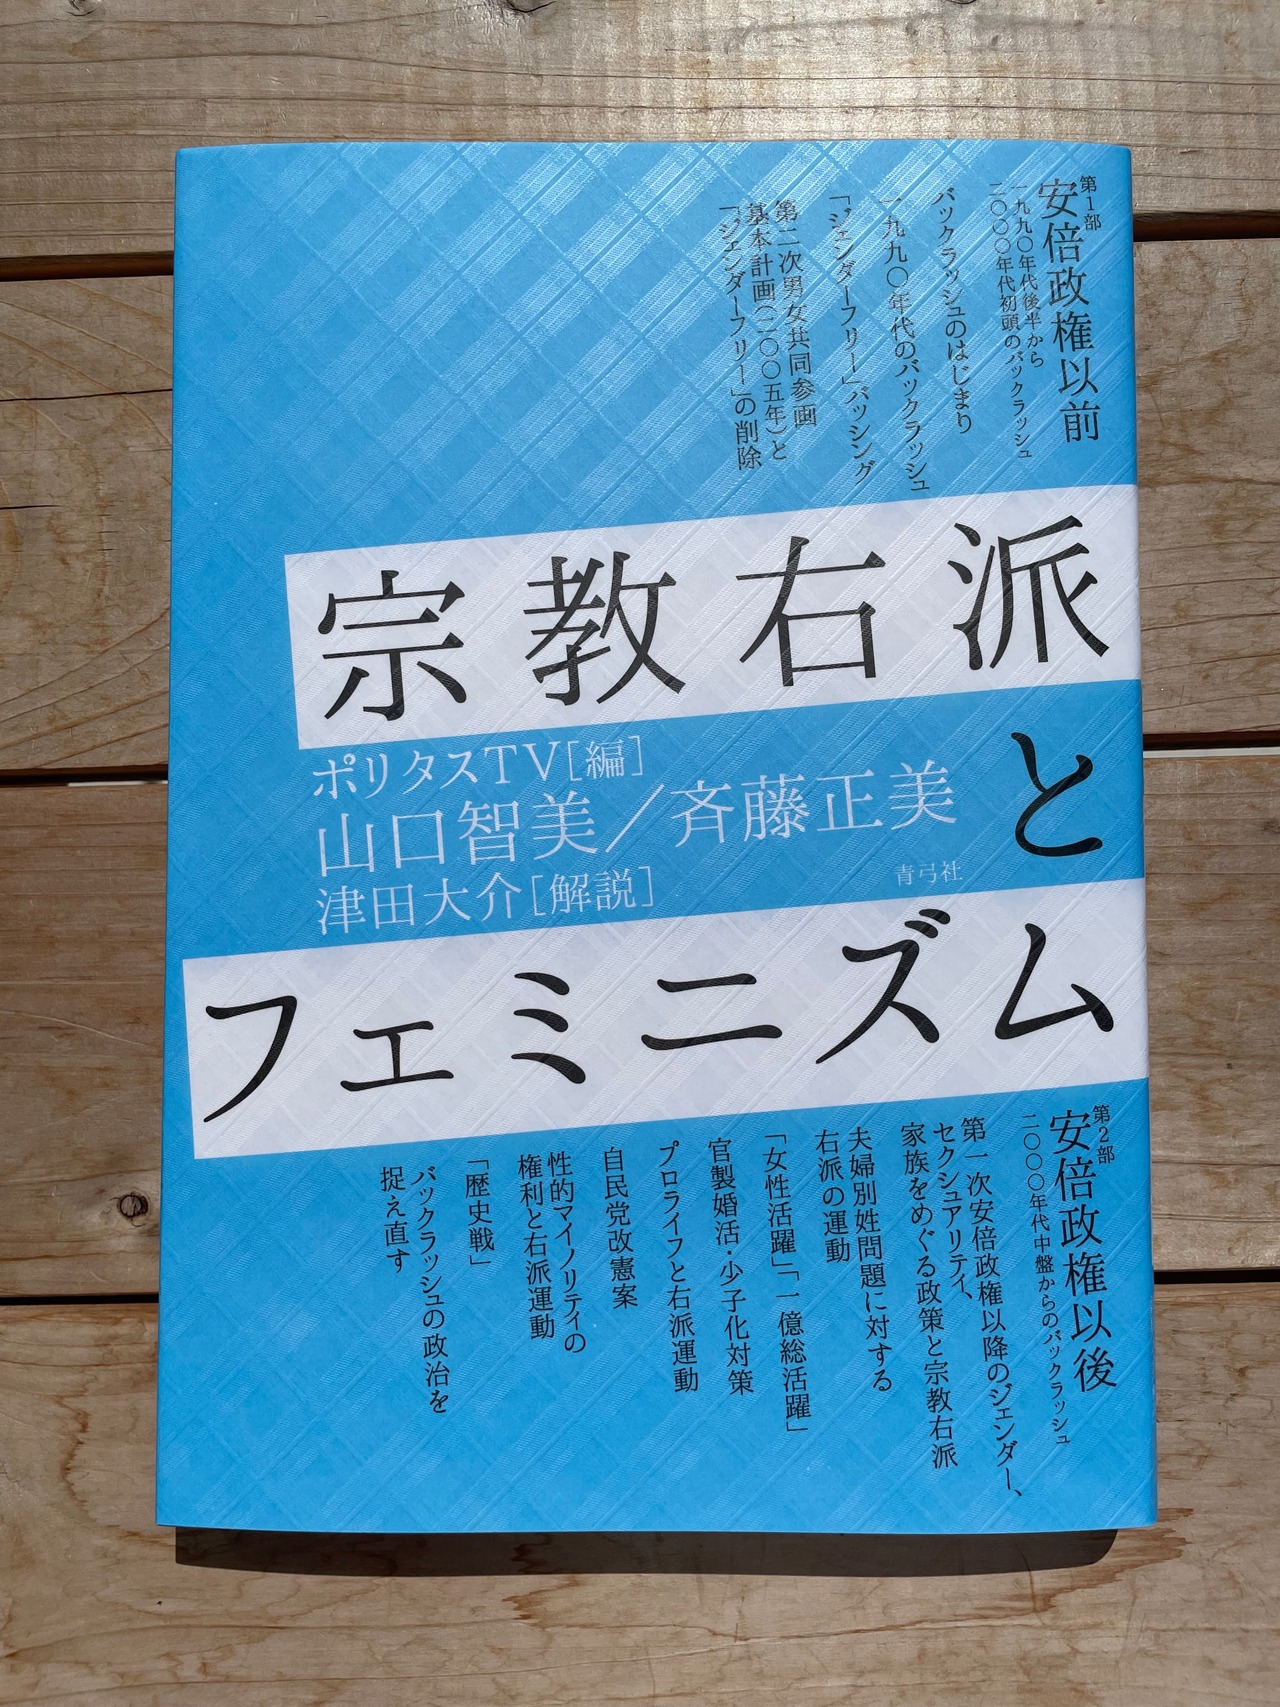 第1部
安倍政権以前
一九九〇年代後半から
二〇〇〇年代初頭のバックラッシュ
バックラッシュのはじまり
一九九〇年代のバックラッシュ
「ジェンダーフリー」バッシング
第二次男女共同参画
基本計画(二〇〇五年)と
「ジェンダーフリー」の削除
宗教右派
と
フェミニズム
ポリタスTV[編]
山口智美/斉藤正美
津田大介[解説]
青弓社
第2部
安倍政権以後
二〇〇〇年代中盤からのバックラッシュ
第一次安倍政権以降のジェンダー、
セクシュアリティ、
家族をめぐる政策と宗教右派
夫婦別姓問題に対する
右派の運動
「女性活躍」「一億総活躍」
官製婚活・少子化対策
プロライフと右派運動
自民党改憲案
性的マイノリティの
権利と右派運動
「歴史戦」
バックラッシュの政治を
捉え直す